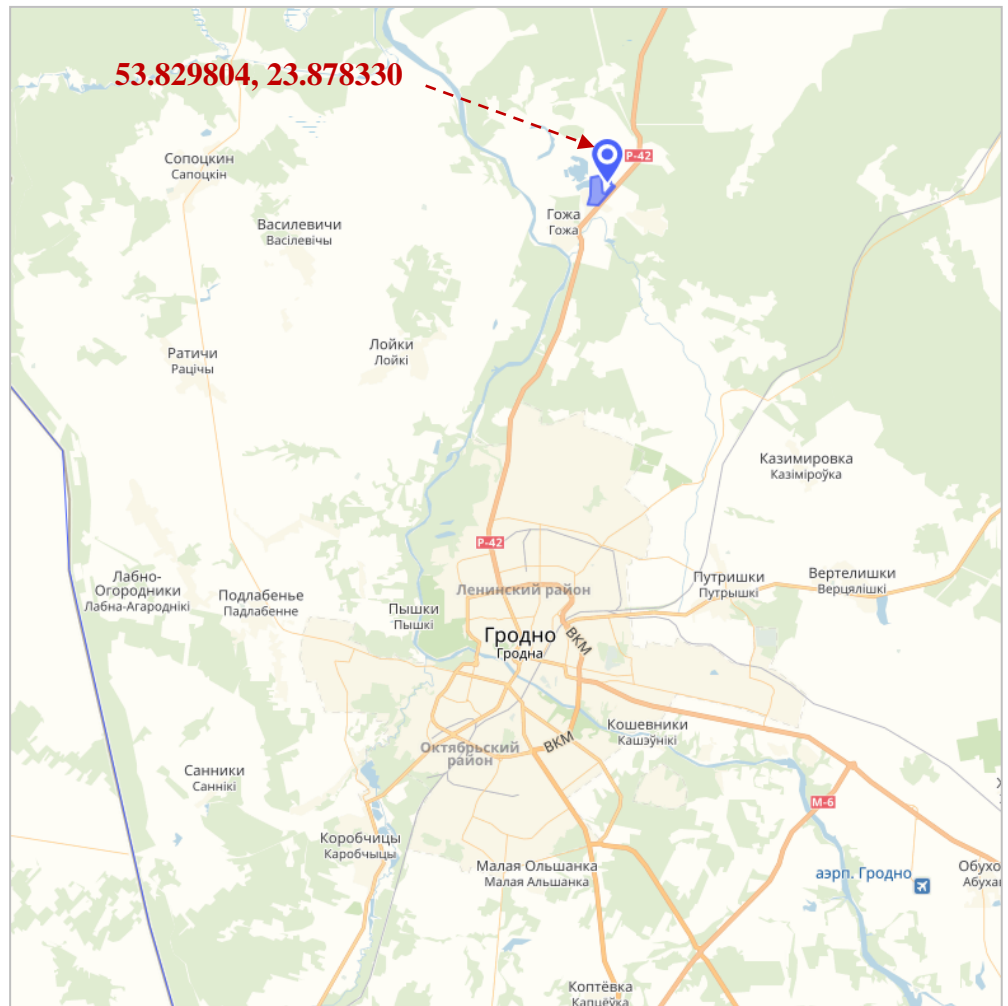 53.829804, 23.878330
Р-42
Сопоцкин
Сапоцкін
Гожа
Гожа
Василевичи
Васілевічы
Лойки
Лойкі
Ратичи
Рацічы
Казимировка
Казіміроўка
Р-42
Лабно-
Огородники
Лабна-Агароднікі
Подлабенье
Падлабенне
Ленинский район
Путришки
Путрышкі
Вертелишки
Верцялішкі
Пышки
Пышкі
Гродно
Гродна
ВКМ
Кошевники
Кашэўнікі
ВКМ
Октябрьский
район
Санники
Саннікі
М-6
Коробчицы
Каробчыцы
Малая Ольшанка
Малая Альшанка
аэрп. Гродно
Обухо
Абухаг
Коптёвка
Капцёўка